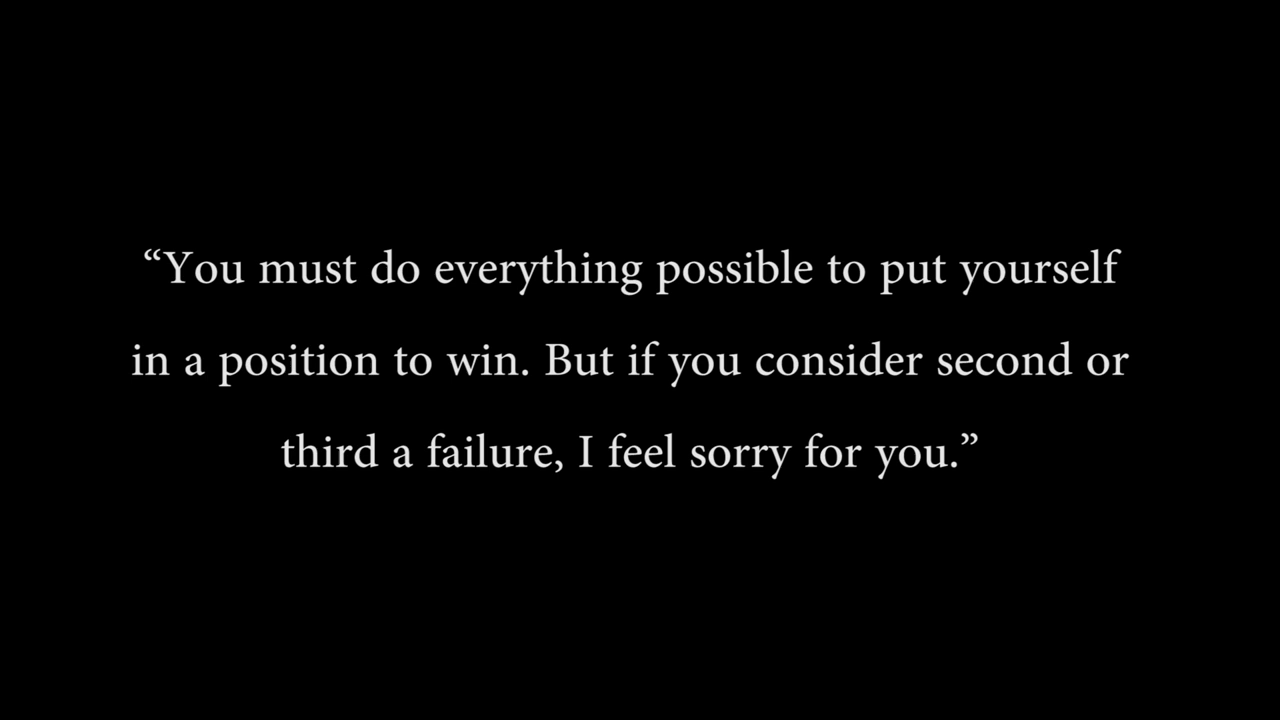 “You must do everything possible to put yourself
in a position to win. But if you consider second or
third a failure, I feel sorry for you.”